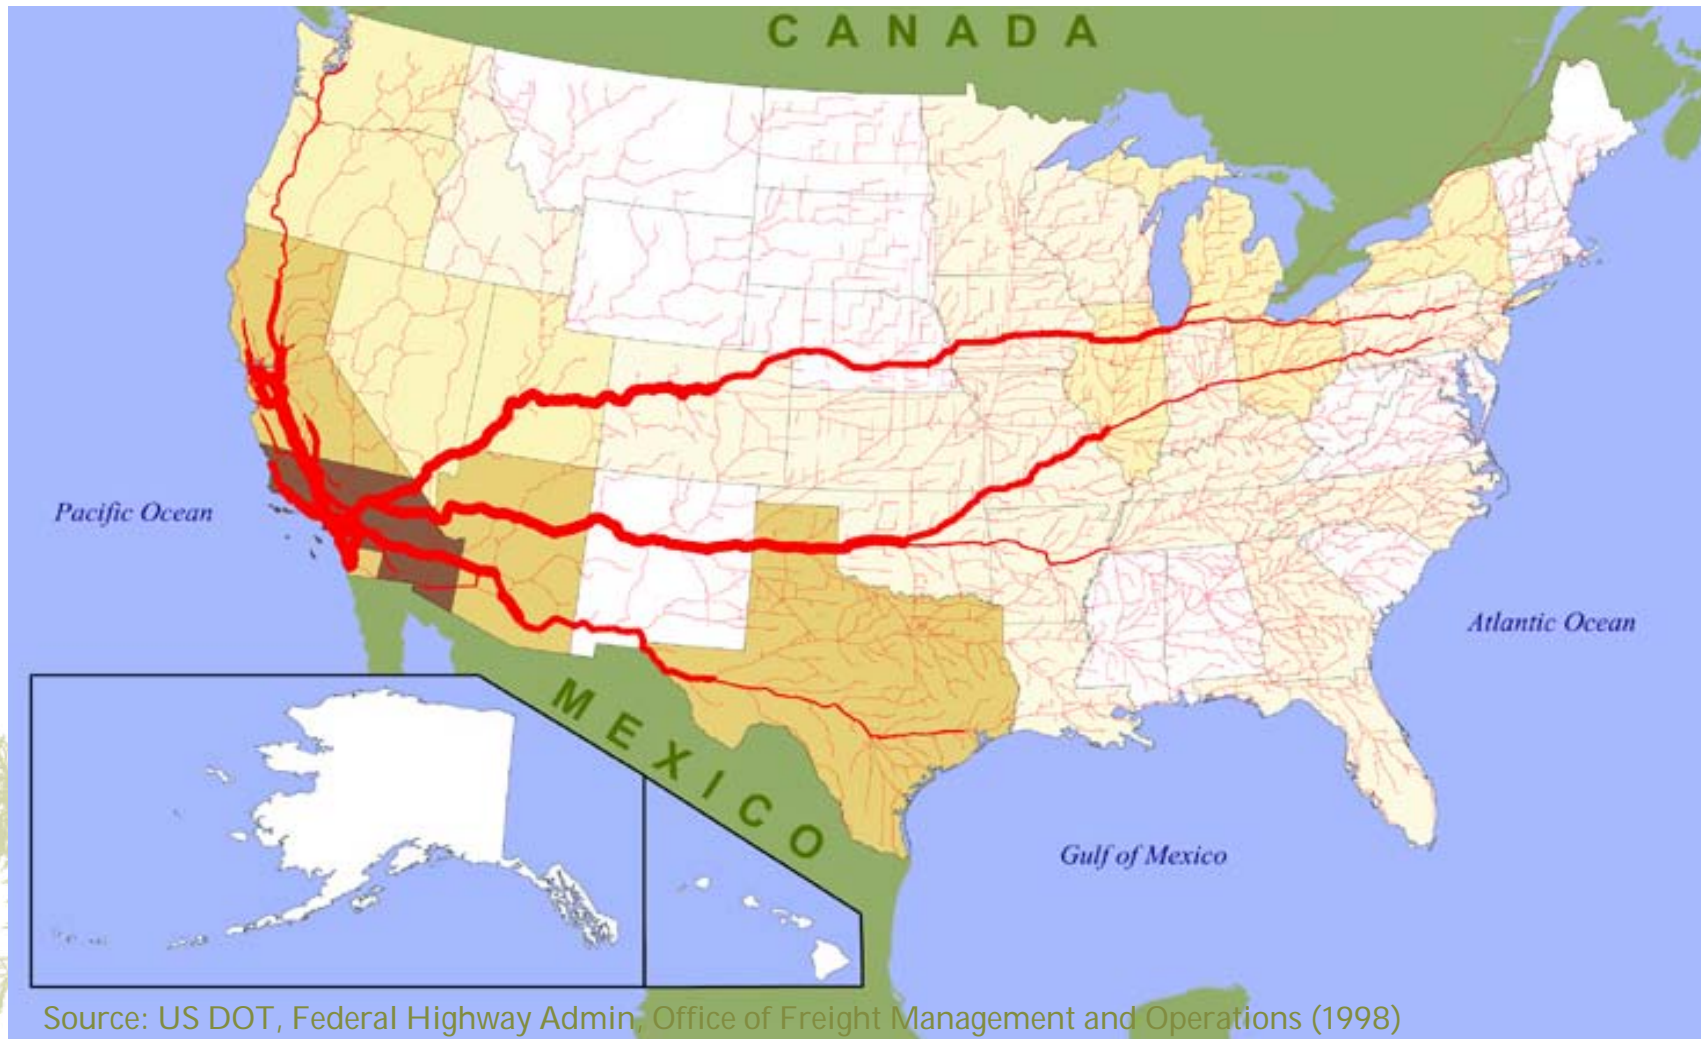 CANADA
Pacific Ocean
Atlantic Ocean
MEXICO
Gulf of Mexico
Source: US DOT, Federal Highway Admin, Office of Freight Management and Operations (1998)